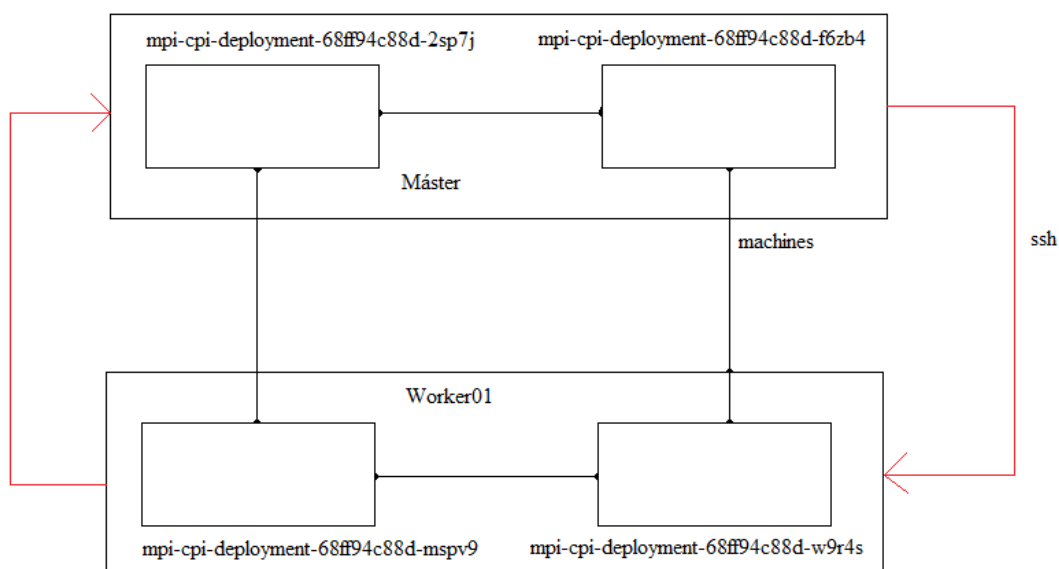 mpi-cpi-deployment-68ff94c88d-2sp7j
mpi-cpi-deployment-68ff94c88d-f6zb4
Máster
machines
ssh
Worker01
mpi-cpi-deployment-68ff94c88d-mspv9
mpi-cpi-deployment-68ff94c88d-w9r4s